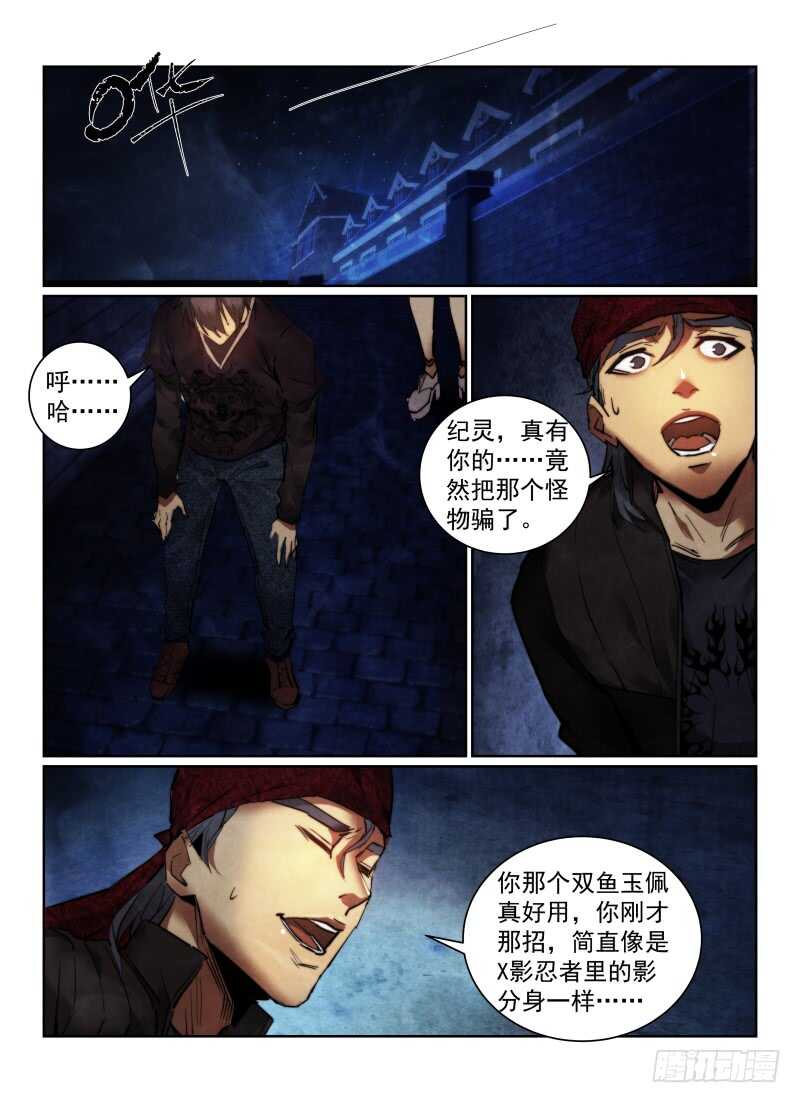 呼……
哈……
纪灵，真有
你的……竟
然把那个怪
物骗了。
你那个双鱼玉佩
真好用，你刚才
那招，简直像是
X影忍者里的影
分身一样……
腾讯动漫